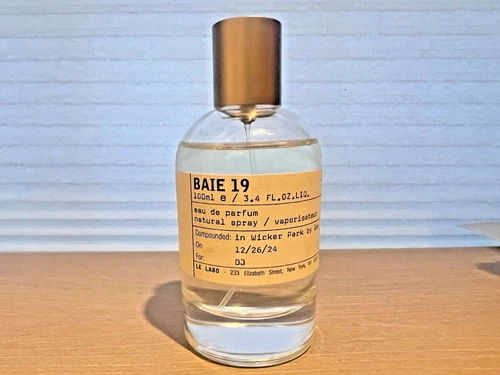 BAIE 19
100ml e / 3.4 FL.OZ.LIQ.
eau de parfum
natural spray / vaporisateur
Compounded: in Wicker Park by
On: 12/26/24
For: DJ
LE LABO - 233 Elizabeth Street, New York, NY